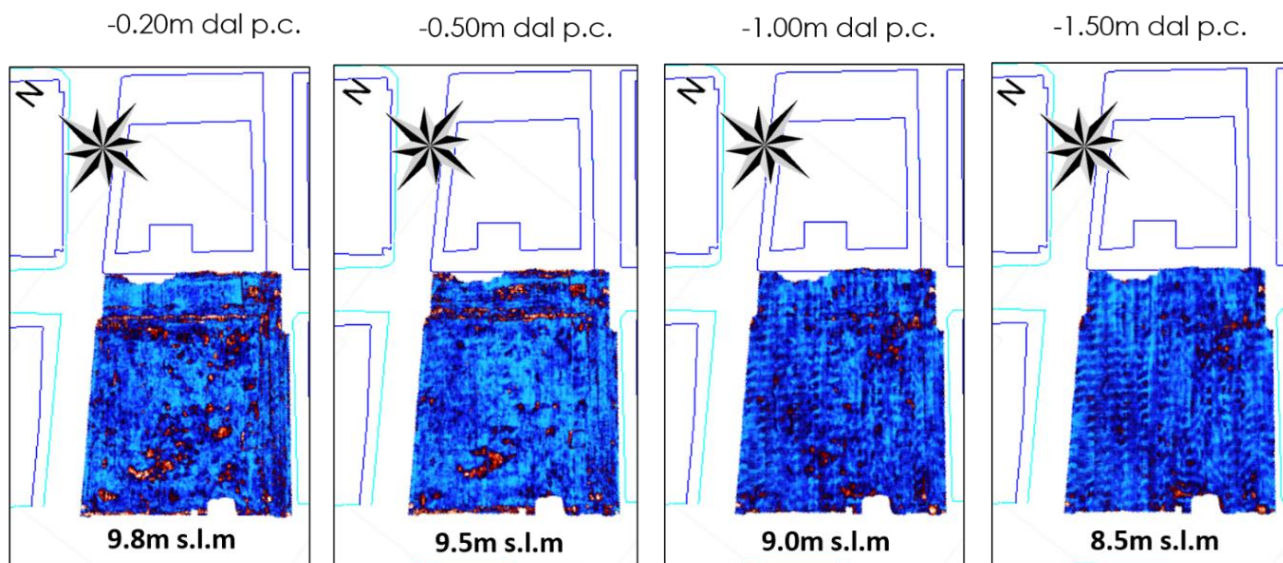 -0.20m dal p.c.
-0.50m dal p.c.
-1.00m dal p.c.
-1.50m dal p.c.
N
N
N
N
9.8m s.l.m
9.5m s.l.m
9.0m s.l.m
8.5m s.l.m